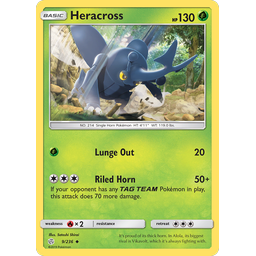 BASIC Heracross HP130
NO. 214 Single Horn Pokémon HT: 4'11" WT: 119.0 lbs.
Lunge Out 20
Riled Horn 50+
If your opponent has any TAG TEAM Pokémon in play,
this attack does 70 more damage.
weakness ×2 resistance retreat
9/236